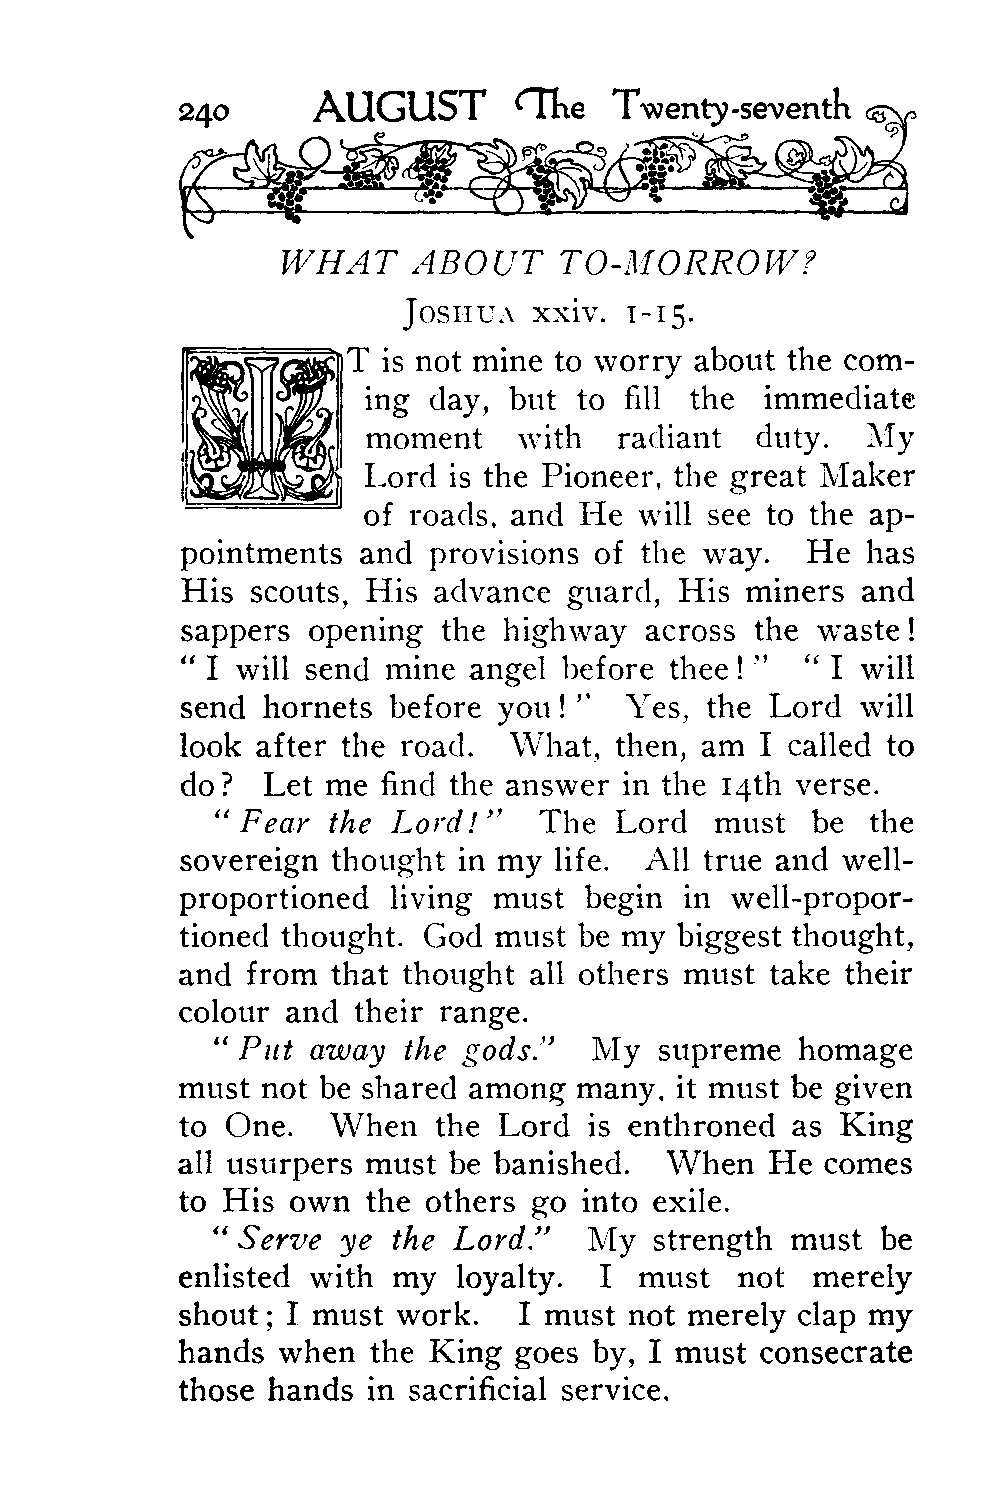 240 AUGUST The Twenty-seventh
WHAT ABOUT TO-MORROW?
JOSHUA xxiv. 1-15.
IT is not mine to worry about the com-
ing day, but to fill the immediate
moment with radiant duty. My
Lord is the Pioneer, the great Maker
of roads, and He will see to the ap-
pointments and provisions of the way. He has
His scouts, His advance guard, His miners and
sappers opening the highway across the waste!
“I will send mine angel before thee!” “I will
send hornets before you!” Yes, the Lord will
look after the road. What, then, am I called to
do? Let me find the answer in the 14th verse.
“Fear the Lord!” The Lord must be the
sovereign thought in my life. All true and well-
proportioned living must begin in well-propor-
tioned thought. God must be my biggest thought,
and from that thought all others must take their
colour and their range.
“Put away the gods.” My supreme homage
must not be shared among many, it must be given
to One. When the Lord is enthroned as King
all usurpers must be banished. When He comes
to His own the others go into exile.
“Serve ye the Lord.” My strength must be
enlisted with my loyalty. I must not merely
shout; I must work. I must not merely clap my
hands when the King goes by, I must consecrate
those hands in sacrificial service.